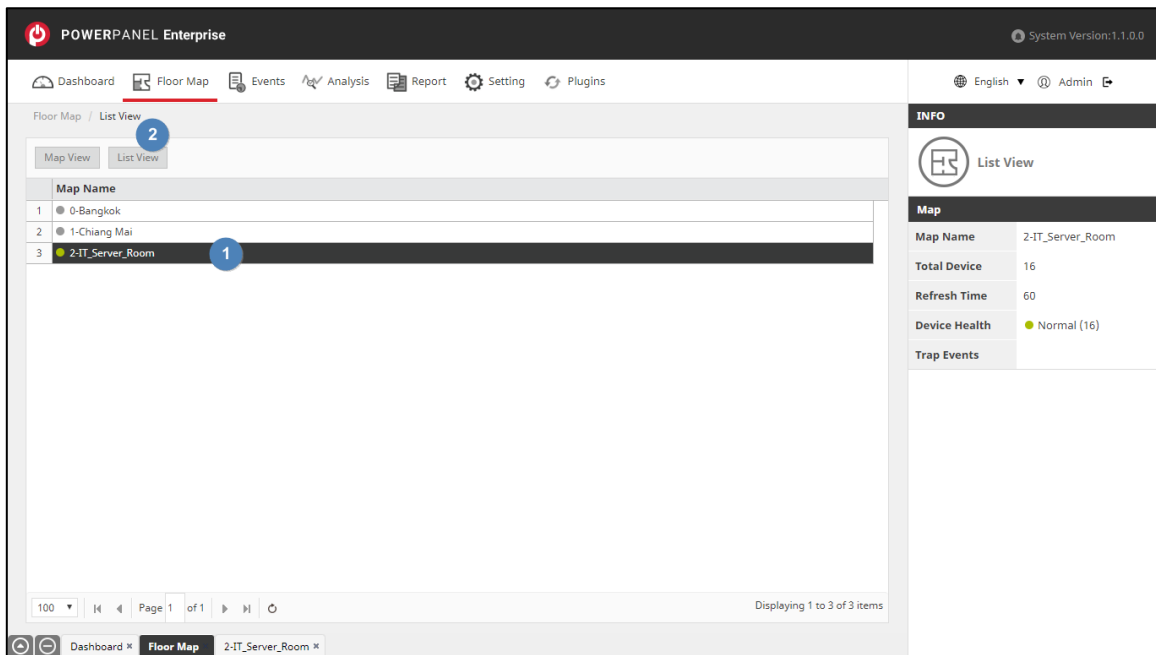 POWERPANEL Enterprise
System Version:1.1.0.0
Dashboard Floor Map Events Analysis Report Setting Plugins
English ▼ Admin
Floor Map / List View
2
Map View List View
Map Name
1 0-Bangkok
2 1-Chiang Mai
3 2-IT_Server_Room 1
100 ▼ Page 1 of 1
Displaying 1 to 3 of 3 items
Dashboard × Floor Map 2-IT_Server_Room ×
INFO
List View
Map
Map Name 2-IT_Server_Room
Total Device 16
Refresh Time 60
Device Health Normal (16)
Trap Events